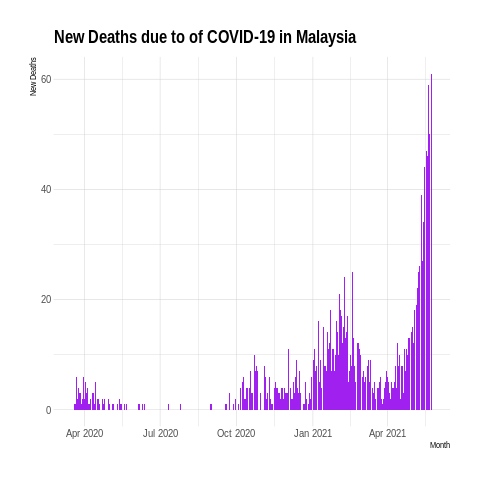 New Deaths due to of COVID-19 in Malaysia
New Deaths
60
40
20
0
Apr 2020 Jul 2020 Oct 2020 Jan 2021 Apr 2021
Month